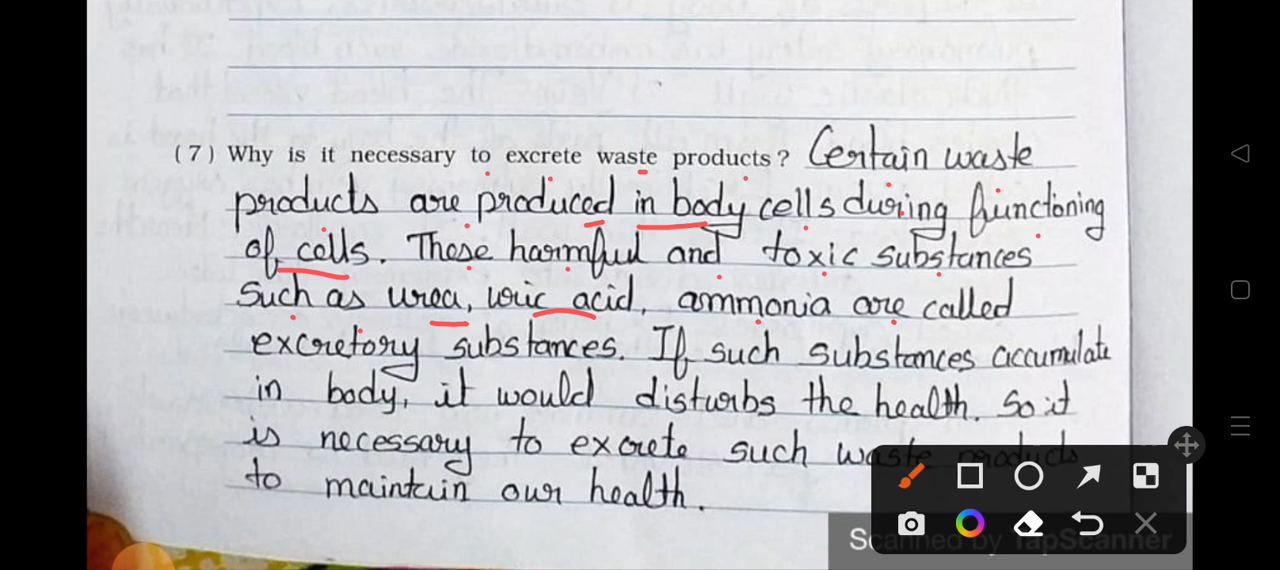 (7) Why is it necessary to excrete waste products? Certain waste
products are produced in body cells during functioning
of cells. These harmful and toxic substances
such as urea, uric acid, ammonia are called
excretory substances. If such substances accumulate
in body, it would disturbs the health. So it
is necessary to excrete such waste products
to maintain our health.
Scanned by TapScanner